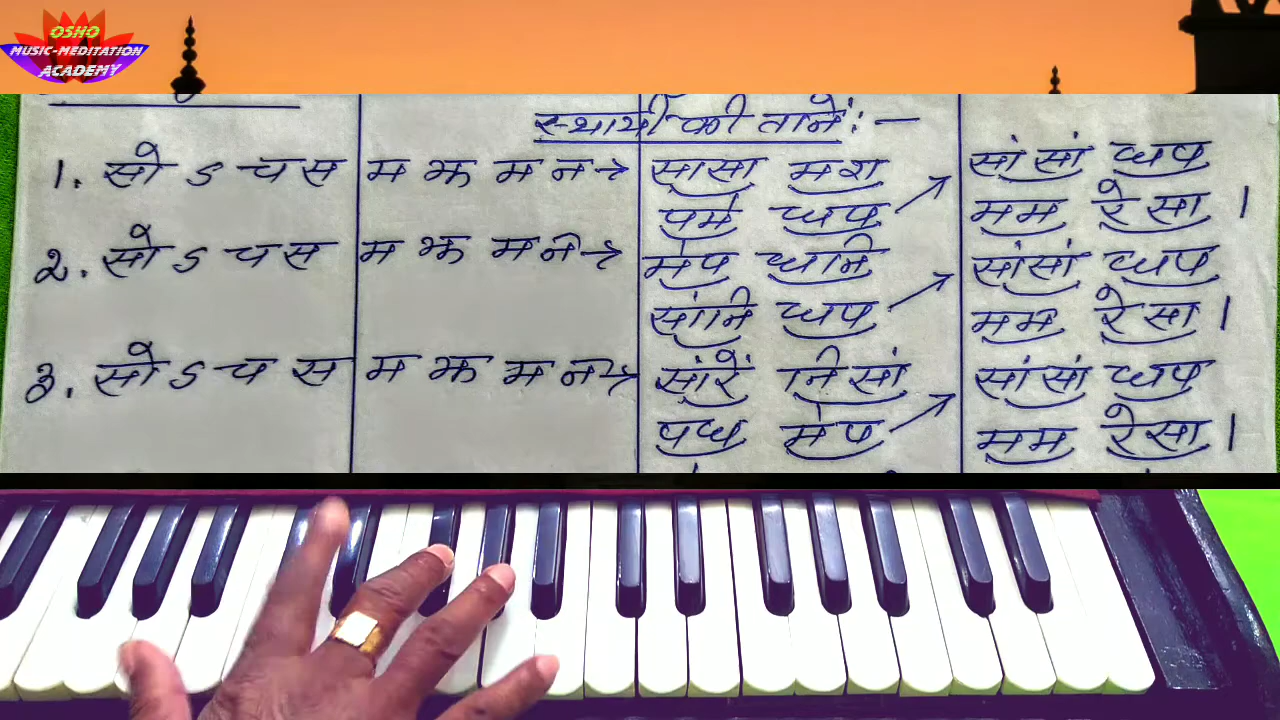 OSHO
MUSIC-MEDITATION
ACADEMY
स्थायी की तानें:-
1. सो ऽ च स म झ म न → सासा मग सांसां धप
पमे धप ↗ मम रेसा ।
2. सो ऽ च स म झ म न → मे॑प धनि सांसां धप
सांनि धप ↗ मम रेसा ।
3. सो ऽ च स म झ म न → सांरें निसां सांसां धप
पध मे॑प ↗ मम रेसा ।